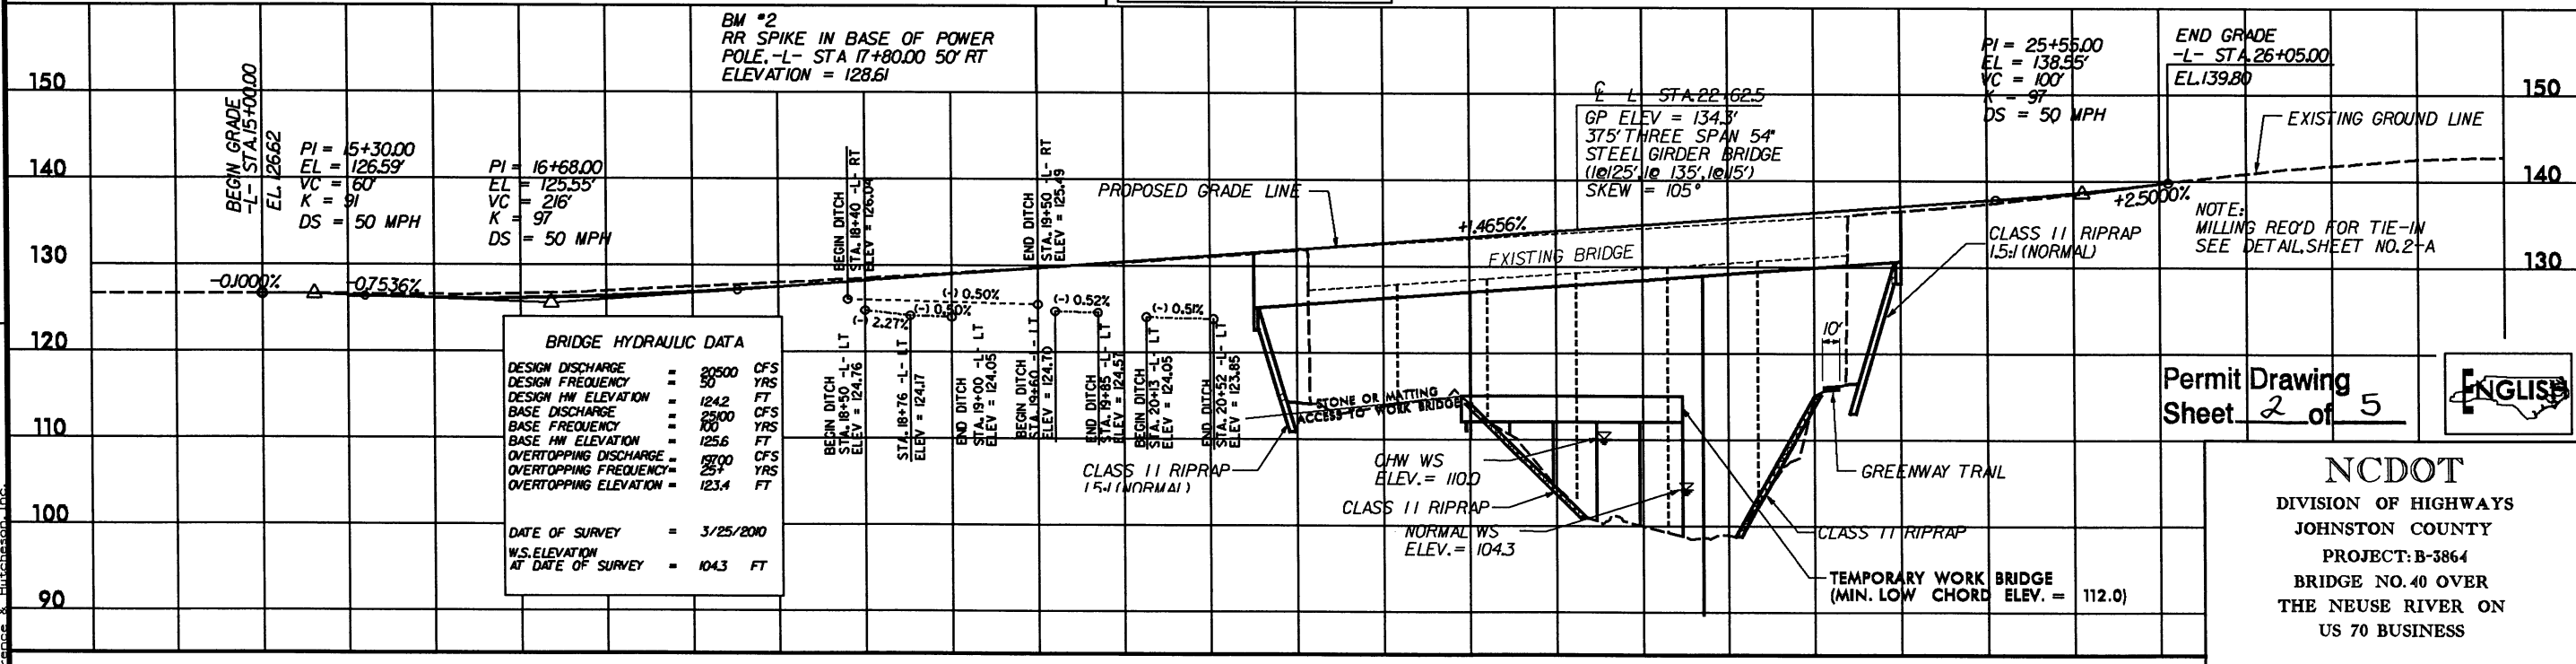 BM #2
RR SPIKE IN BASE OF POWER
POLE, -L- STA 17+80.00 50' RT
ELEVATION = 128.61
150
140
130
120
110
100
90
BEGIN GRADE
-L- STA. 15+00.00
EL. 126.62
PI = 15+30.00
EL = 126.59'
VC = 60'
K = 91
DS = 50 MPH
PI = 16+68.00
EL = 125.55'
VC = 216'
K = 97
DS = 50 MPH
-0.1000%
-0.7536%
BRIDGE HYDRAULIC DATA
DESIGN DISCHARGE = 20500 CFS
DESIGN FREQUENCY = 50 YRS
DESIGN HW ELEVATION = 124.2 FT
BASE DISCHARGE = 25100 CFS
BASE FREQUENCY = 100 YRS
BASE HW ELEVATION = 125.6 FT
OVERTOPPING DISCHARGE = 19700 CFS
OVERTOPPING FREQUENCY = 25+ YRS
OVERTOPPING ELEVATION = 123.4 FT
DATE OF SURVEY = 3/25/2010
W.S. ELEVATION
AT DATE OF SURVEY = 104.3 FT
BEGIN DITCH
STA. 18+40 -L- RT
ELEV = 126.04
END DITCH
STA. 19+50 -L- RT
ELEV = 125.49
(-) 0.50%
(-) 2.27%
(-) 0.50%
(-) 0.52%
(-) 0.51%
BEGIN DITCH
STA. 18+50 -L- LT
ELEV = 124.76
STA. 18+76 -L- LT
ELEV = 124.17
END DITCH
STA. 19+00 -L- LT
ELEV = 124.05
BEGIN DITCH
STA. 19+60 -L- LT
ELEV = 124.70
END DITCH
STA. 19+85 -L- LT
ELEV = 124.57
BEGIN DITCH
STA. 20+13 -L- LT
ELEV = 124.05
END DITCH
STA. 20+52 -L- LT
ELEV = 123.85
PROPOSED GRADE LINE
℄ -L- STA. 22+62.5
GP ELEV = 134.3'
375' THREE SPAN 54"
STEEL GIRDER BRIDGE
(1@125', 1@ 135', 1@115')
SKEW = 105°
+1.4656%
EXISTING BRIDGE
STONE OR MATTING
ACCESS TO WORK BRIDGE
CLASS II RIPRAP
1.5:1 (NORMAL)
OHW WS
ELEV. = 110.0
CLASS II RIPRAP
NORMAL WS
ELEV. = 104.3
10'
GREENWAY TRAIL
CLASS II RIPRAP
TEMPORARY WORK BRIDGE
(MIN. LOW CHORD ELEV. = 112.0)
CLASS II RIPRAP
1.5:1 (NORMAL)
PI = 25+55.00
EL = 138.55'
VC = 100'
K = 97
DS = 50 MPH
END GRADE
-L- STA. 26+05.00
EL. 139.80
+2.5000%
EXISTING GROUND LINE
NOTE:
MILLING REQ'D FOR TIE-IN
SEE DETAIL, SHEET NO. 2-A
150
140
130
Permit Drawing
Sheet 2 of 5
ENGLISH
NCDOT
DIVISION OF HIGHWAYS
JOHNSTON COUNTY
PROJECT: B-3864
BRIDGE NO. 40 OVER
THE NEUSE RIVER ON
US 70 BUSINESS